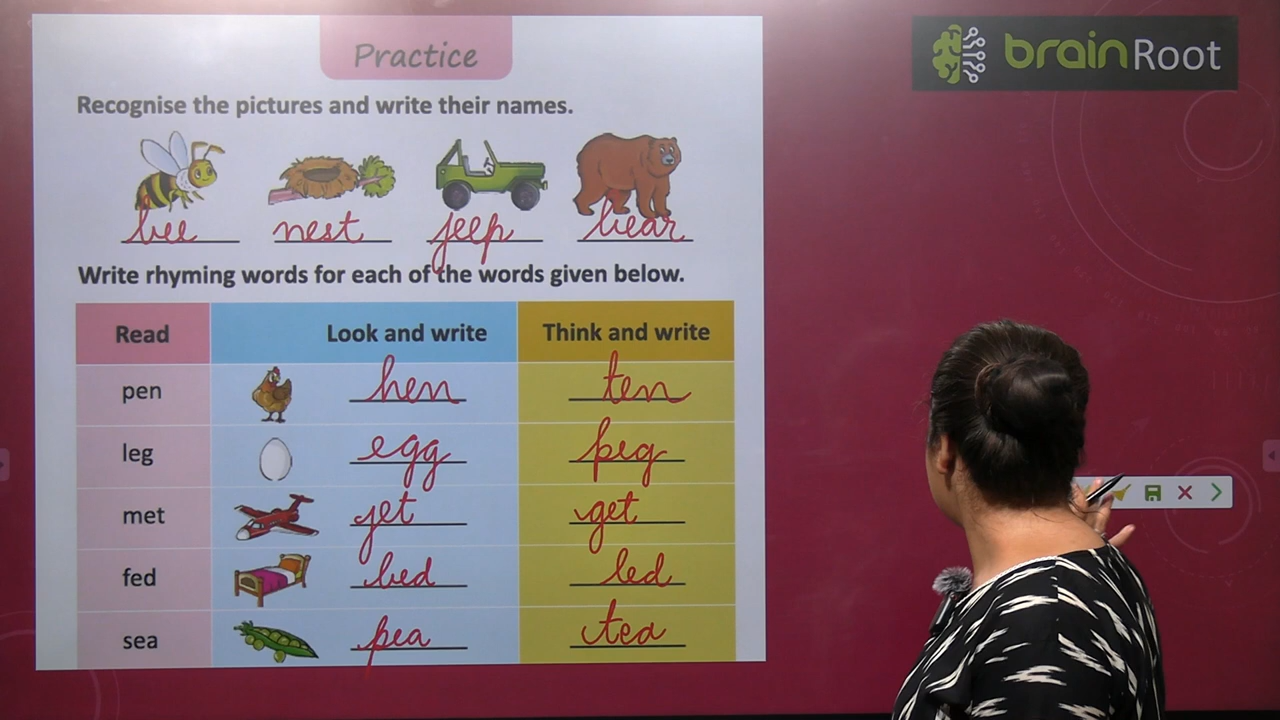 Practice
brainRoot
Recognise the pictures and write their names.
bee nest jeep bear
Write rhyming words for each of the words given below.
Read Look and write Think and write
pen hen ten
leg egg peg
met jet get
fed bed led
sea pea tea